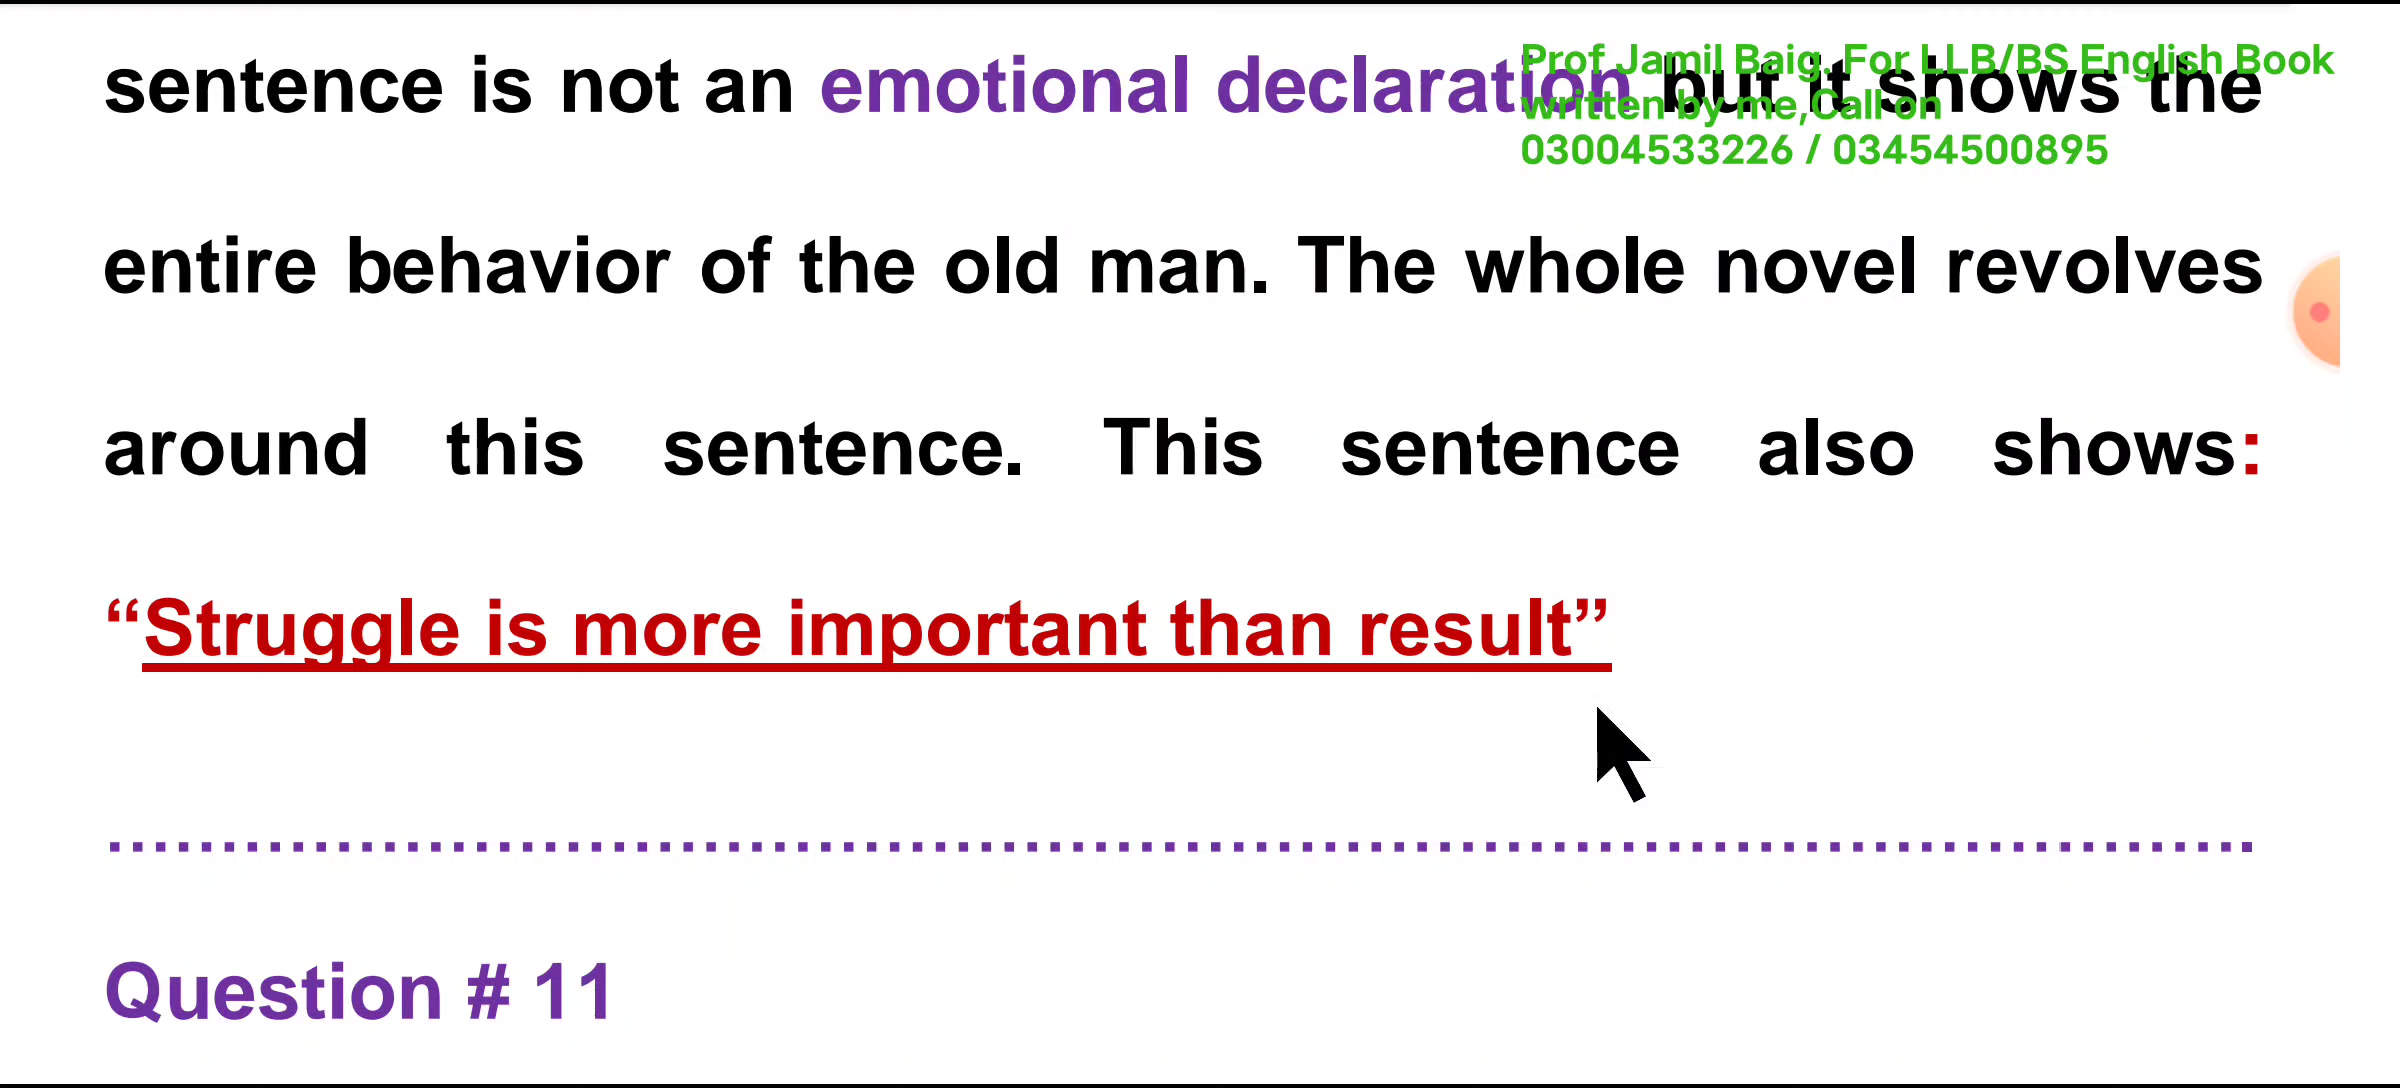 sentence is not an emotional declaration but it shows the
Prof Jamil Baig. For LLB/BS English Book
written by me,Call on
03004533226 / 03454500895
entire behavior of the old man. The whole novel revolves
around this sentence. This sentence also shows:
“Struggle is more important than result”
Question # 11